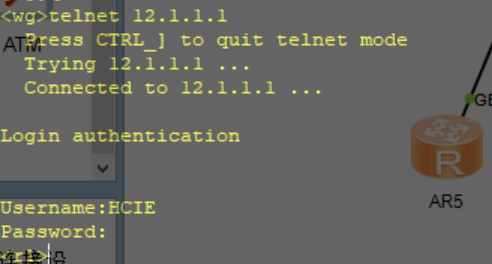 <wg>telnet 12.1.1.1
Press CTRL_] to quit telnet mode
ATM
Trying 12.1.1.1 ...
Connected to 12.1.1.1 ...
GE
Login authentication
AR5
Username:HCIE
Password: